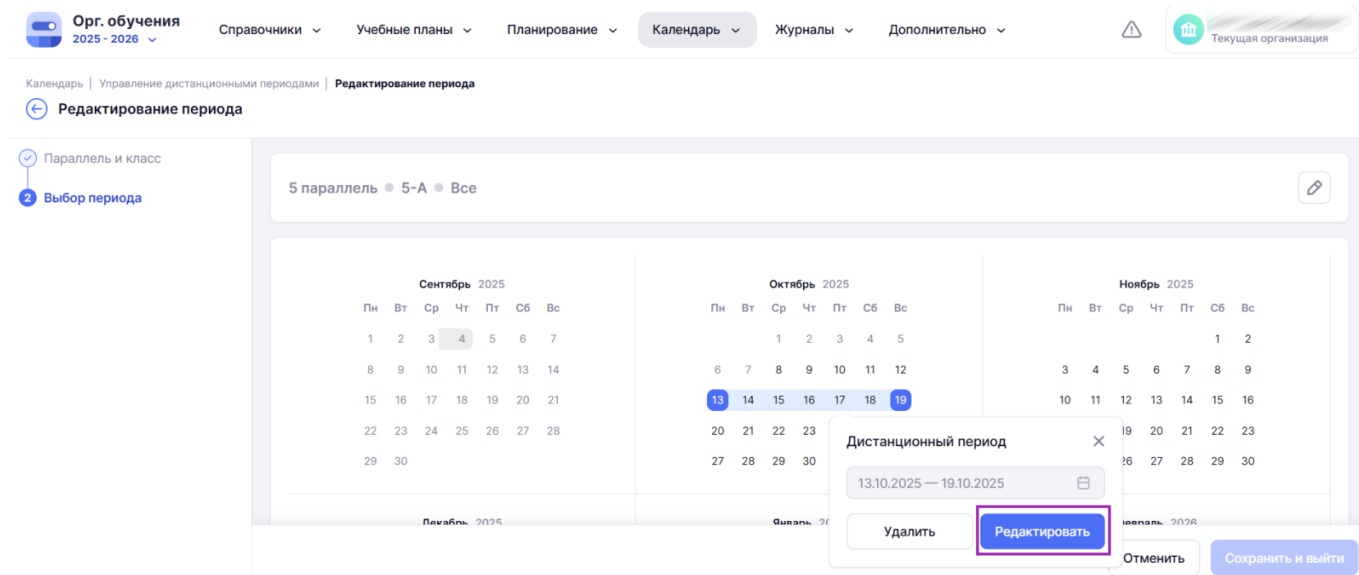 Орг. обучения
2025 - 2026
Справочники Учебные планы Планирование Календарь Журналы Дополнительно
Текущая организация
Календарь | Управление дистанционными периодами | Редактирование периода
Редактирование периода
Параллель и класс
2 Выбор периода
5 параллель 5-А Все
Сентябрь 2025 Октябрь 2025 Ноябрь 2025
Пн Вт Ср Чт Пт Сб Вс Пн Вт Ср Чт Пт Сб Вс Пн Вт Ср Чт Пт Сб Вс
1 2 3 4 5 6 7 1 2 3 4 5 1 2
8 9 10 11 12 13 14 6 7 8 9 10 11 12 3 4 5 6 7 8 9
15 16 17 18 19 20 21 13 14 15 16 17 18 19 10 11 12 13 14 15 16
22 23 24 25 26 27 28 20 21 22 23 19 20 21 22 23
29 30 27 28 29 30 26 27 28 29 30
Дистанционный период
13.10.2025 — 19.10.2025
Удалить Редактировать
Декабрь 2025 Январь 2026
Отменить Сохранить и выйти